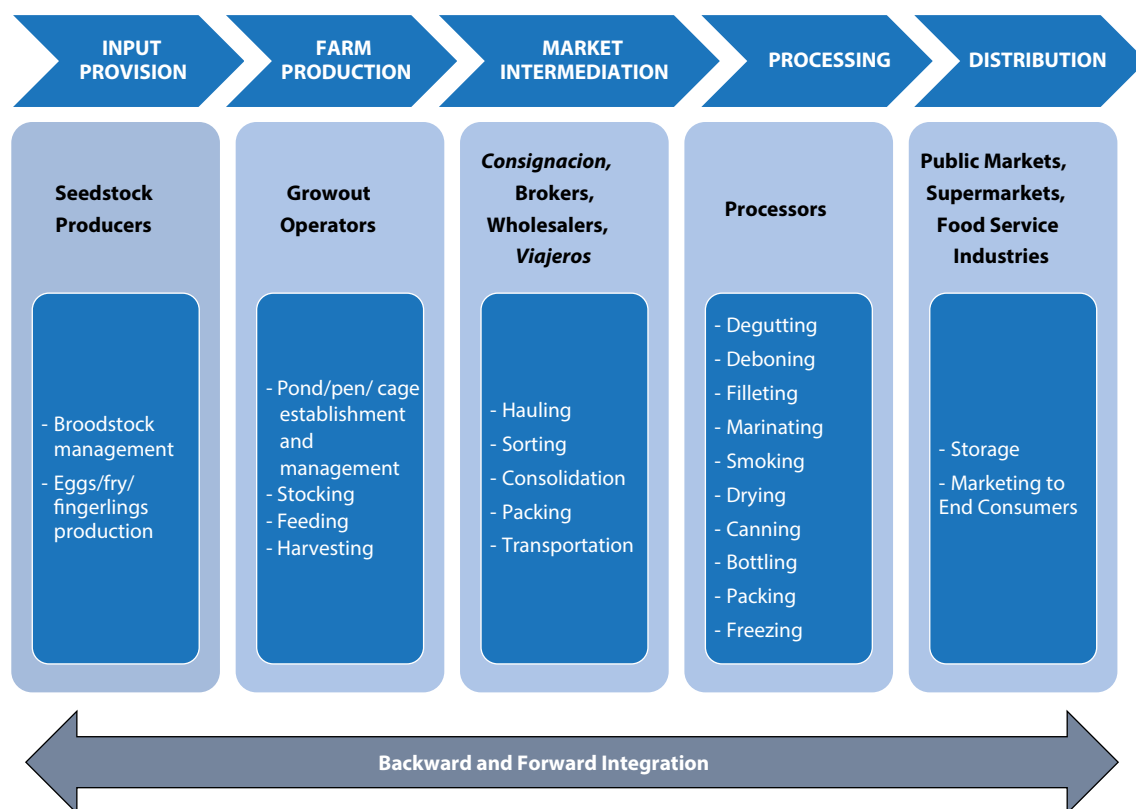 INPUT
PROVISION
FARM
PRODUCTION
MARKET
INTERMEDIATION
PROCESSING
DISTRIBUTION
Seedstock
Producers
- Broodstock
management
- Eggs/fry/
fingerlings
production
Growout
Operators
- Pond/pen/ cage
establishment
and
management
- Stocking
- Feeding
- Harvesting
Consignacion,
Brokers,
Wholesalers,
Viajeros
- Hauling
- Sorting
- Consolidation
- Packing
- Transportation
Processors
- Degutting
- Deboning
- Filleting
- Marinating
- Smoking
- Drying
- Canning
- Bottling
- Packing
- Freezing
Public Markets,
Supermarkets,
Food Service
Industries
- Storage
- Marketing to
End Consumers
Backward and Forward Integration